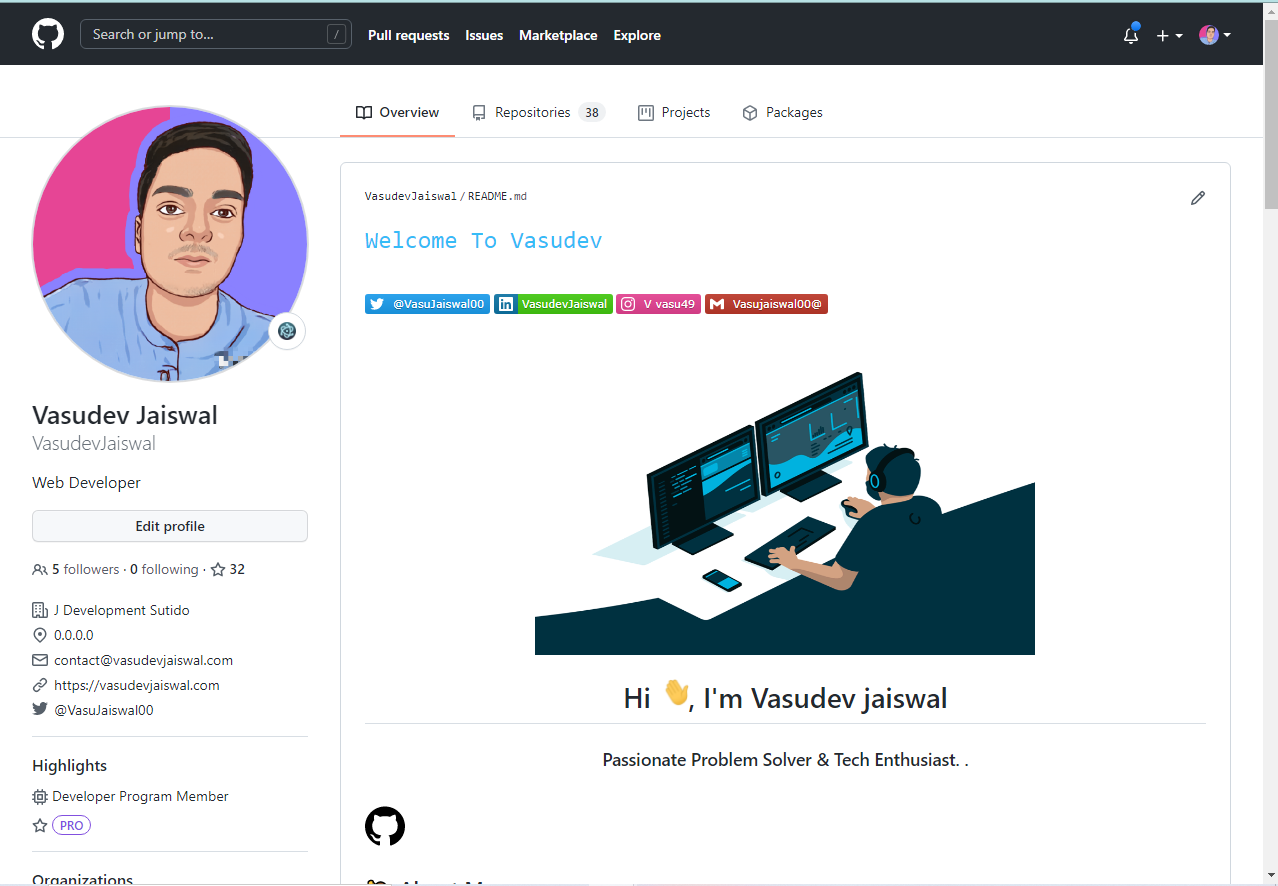 Search or jump to... / Pull requests Issues Marketplace Explore
Overview Repositories 38 Projects Packages
VasudevJaiswal / README.md
Welcome To Vasudev
@VasuJaiswal00 in VasudevJaiswal V vasu49 Vasujaiswal00@
Vasudev Jaiswal
VasudevJaiswal
Web Developer
Edit profile
5 followers · 0 following · 32
J Development Sutido
0.0.0.0
contact@vasudevjaiswal.com
https://vasudevjaiswal.com
@VasuJaiswal00
Highlights
Developer Program Member
PRO
Organizations
Hi 👋, I'm Vasudev jaiswal
Passionate Problem Solver & Tech Enthusiast. .
About M